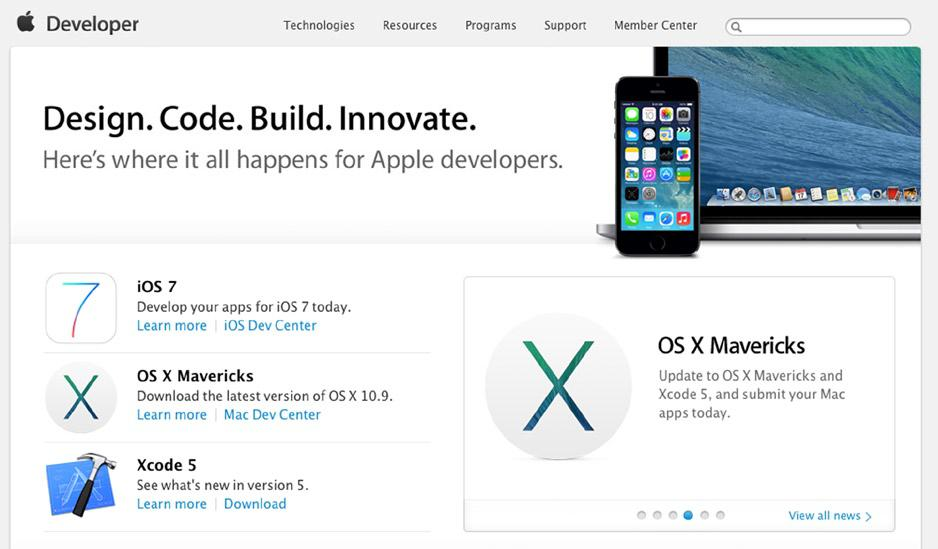 Developer
Technologies
Resources
Programs
Support
Member Center
Design. Code. Build. Innovate.
Here's where it all happens for Apple developers.
iOS 7
Develop your apps for iOS 7 today.
Learn more | iOS Dev Center
OS X Mavericks
Download the latest version of OS X 10.9.
Learn more | Mac Dev Center
Xcode 5
See what's new in version 5.
Learn more | Download
OS X Mavericks
Update to OS X Mavericks and
Xcode 5, and submit your Mac
apps today.
View all news